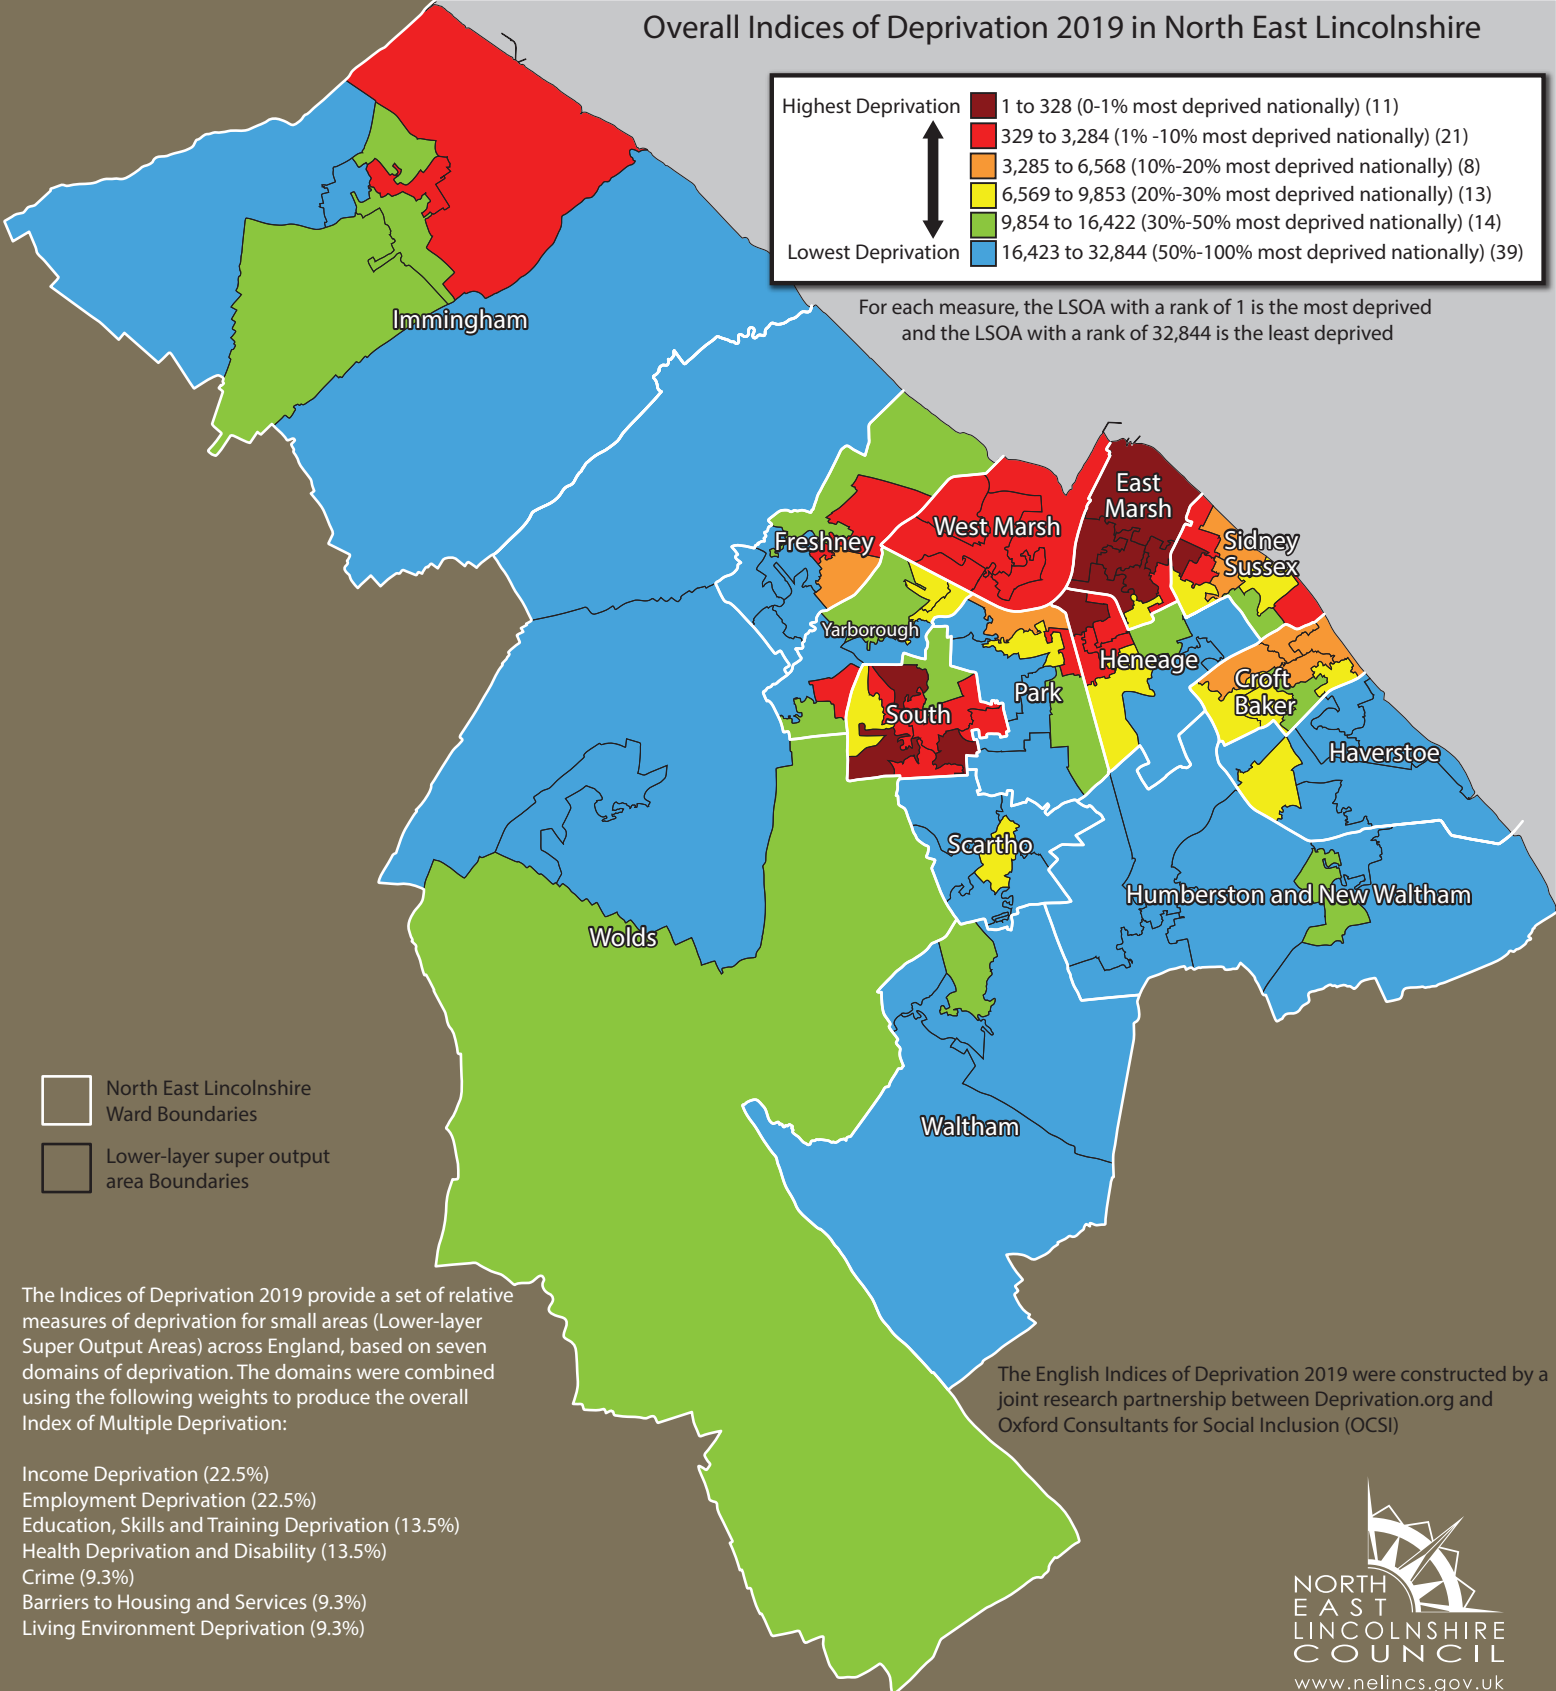 Overall Indices of Deprivation 2019 in North East Lincolnshire
Highest Deprivation
1 to 328 (0-1% most deprived nationally) (11)
329 to 3,284 (1% -10% most deprived nationally) (21)
3,285 to 6,568 (10%-20% most deprived nationally) (8)
6,569 to 9,853 (20%-30% most deprived nationally) (13)
9,854 to 16,422 (30%-50% most deprived nationally) (14)
Lowest Deprivation
16,423 to 32,844 (50%-100% most deprived nationally) (39)
For each measure, the LSOA with a rank of 1 is the most deprived
and the LSOA with a rank of 32,844 is the least deprived
Immingham
East
Marsh
West Marsh
Freshney
Sidney
Sussex
Yarborough
Heneage
Park
Croft
Baker
South
Haverstoe
Scartho
Humberston and New Waltham
Wolds
Waltham
North East Lincolnshire
Ward Boundaries
Lower-layer super output
area Boundaries
The Indices of Deprivation 2019 provide a set of relative
measures of deprivation for small areas (Lower-layer
Super Output Areas) across England, based on seven
domains of deprivation. The domains were combined
using the following weights to produce the overall
Index of Multiple Deprivation:
Income Deprivation (22.5%)
Employment Deprivation (22.5%)
Education, Skills and Training Deprivation (13.5%)
Health Deprivation and Disability (13.5%)
Crime (9.3%)
Barriers to Housing and Services (9.3%)
Living Environment Deprivation (9.3%)
The English Indices of Deprivation 2019 were constructed by a
joint research partnership between Deprivation.org and
Oxford Consultants for Social Inclusion (OCSI)
NORTH
EAST
LINCOLNSHIRE
COUNCIL
www.nelincs.gov.uk